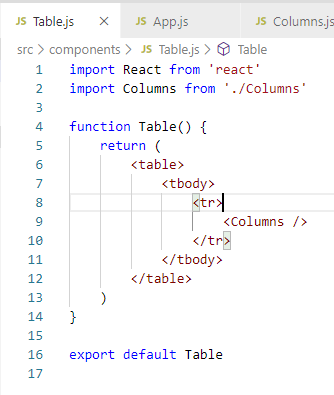 JS Table.js × JS App.js JS Columns.js
src > components > JS Table.js > Table
1 import React from 'react'
2 import Columns from './Columns'
3
4 function Table() {
5     return (
6         <table>
7             <tbody>
8                 <tr>
9                     <Columns />
10                 </tr>
11             </tbody>
12         </table>
13     )
14 }
15
16 export default Table
17